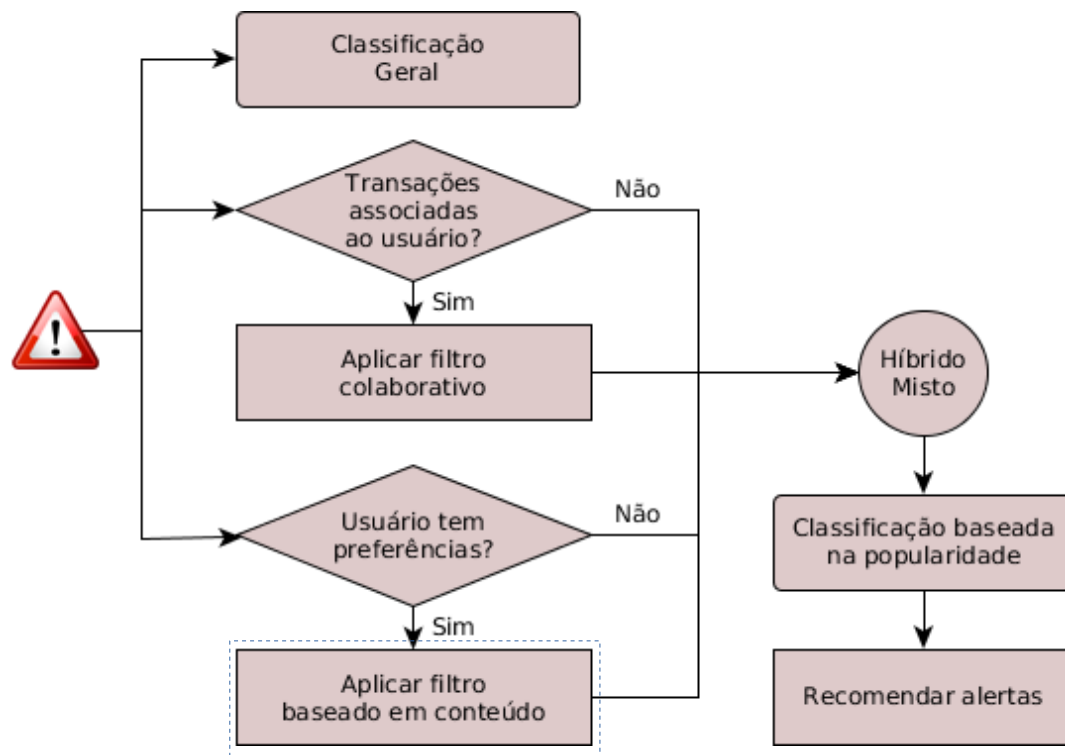 Classificação
Geral
Transações
associadas
ao usuário?
Não
Sim
Aplicar filtro
colaborativo
Híbrido
Misto
Usuário tem
preferências?
Não
Sim
Aplicar filtro
baseado em conteúdo
Classificação baseada
na popularidade
Recomendar alertas